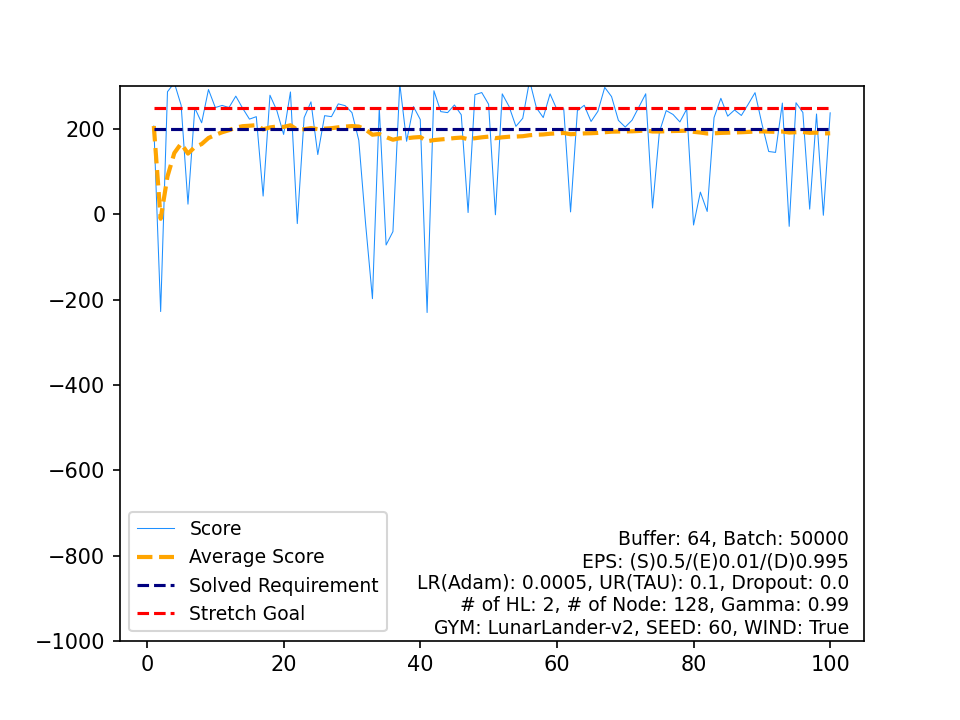 200
0
−200
−400
−600
−800
−1000
0 20 40 60 80 100
Score
Average Score
Solved Requirement
Stretch Goal
Buffer: 64, Batch: 50000
EPS: (S)0.5/(E)0.01/(D)0.995
LR(Adam): 0.0005, UR(TAU): 0.1, Dropout: 0.0
# of HL: 2, # of Node: 128, Gamma: 0.99
GYM: LunarLander-v2, SEED: 60, WIND: True